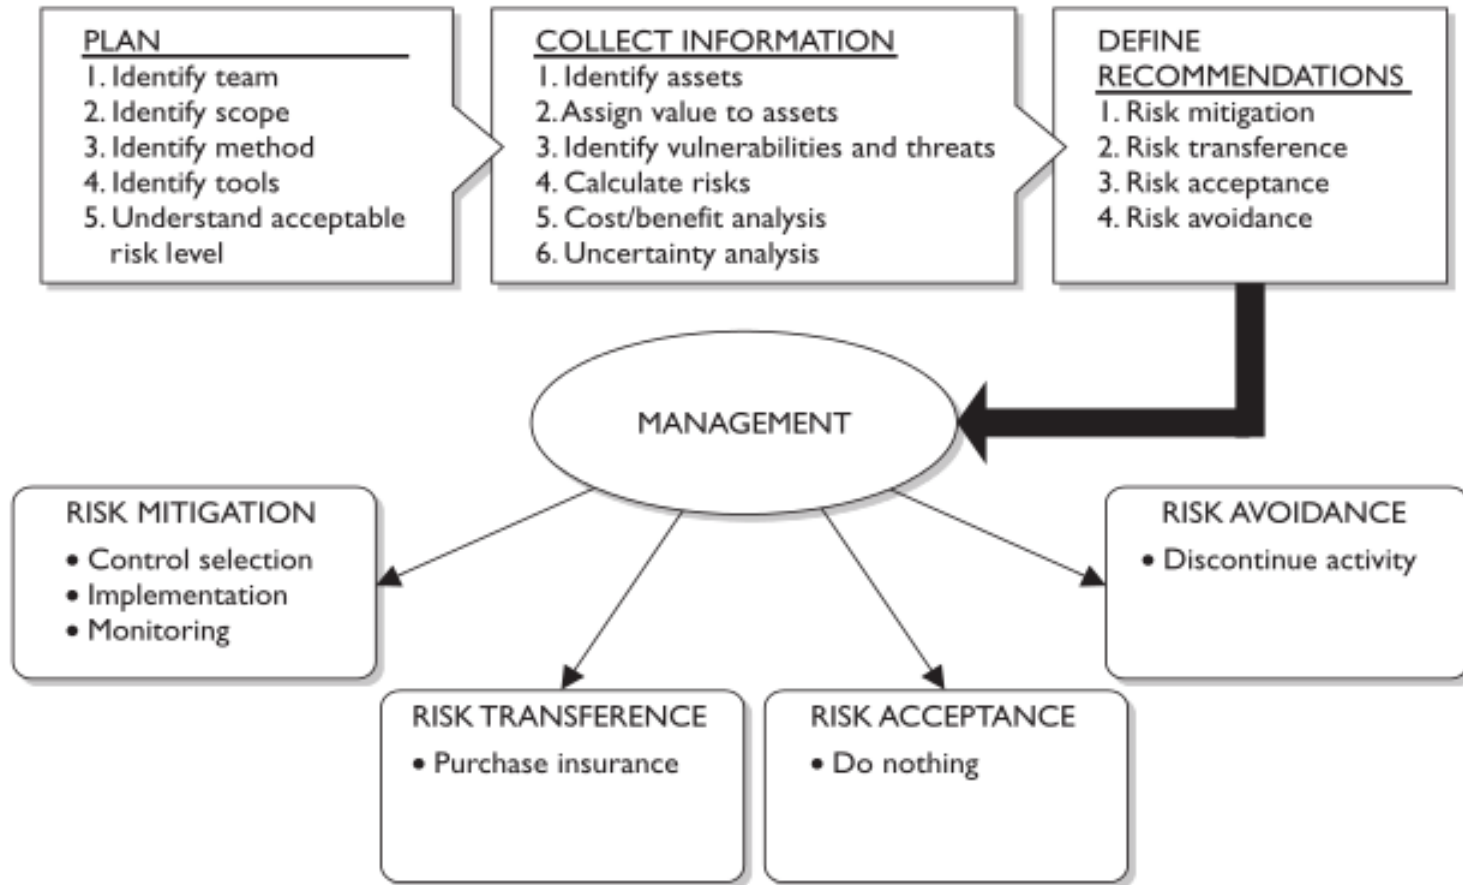 PLAN
1. Identify team
2. Identify scope
3. Identify method
4. Identify tools
5. Understand acceptable
risk level
COLLECT INFORMATION
1. Identify assets
2. Assign value to assets
3. Identify vulnerabilities and threats
4. Calculate risks
5. Cost/benefit analysis
6. Uncertainty analysis
DEFINE
RECOMMENDATIONS
1. Risk mitigation
2. Risk transference
3. Risk acceptance
4. Risk avoidance
MANAGEMENT
RISK MITIGATION
• Control selection
• Implementation
• Monitoring
RISK TRANSFERENCE
• Purchase insurance
RISK ACCEPTANCE
• Do nothing
RISK AVOIDANCE
• Discontinue activity